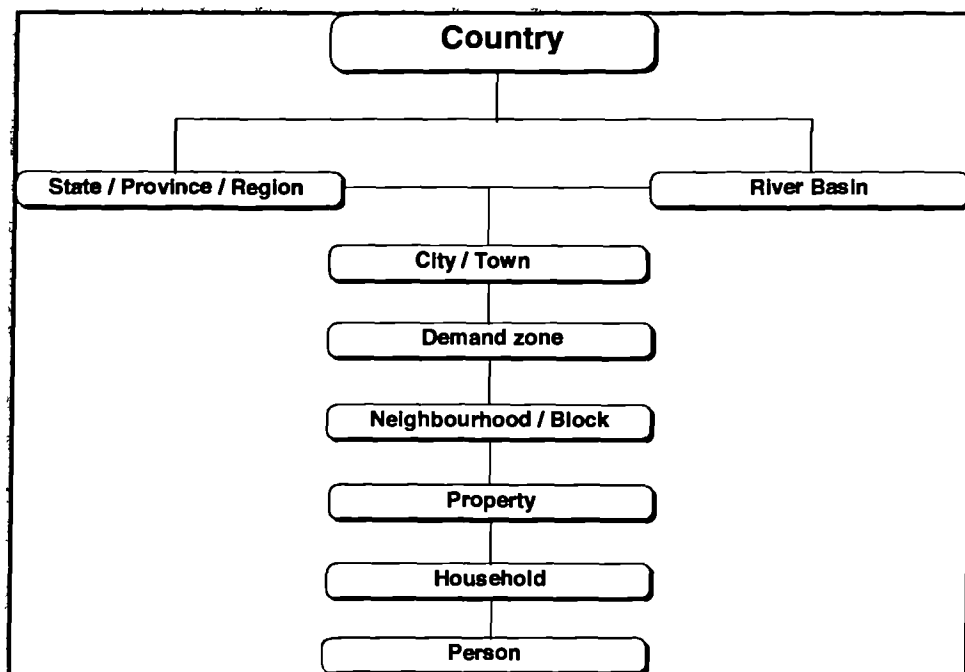 Country
State / Province / Region
River Basin
City / Town
Demand zone
Neighbourhood / Block
Property
Household
Person